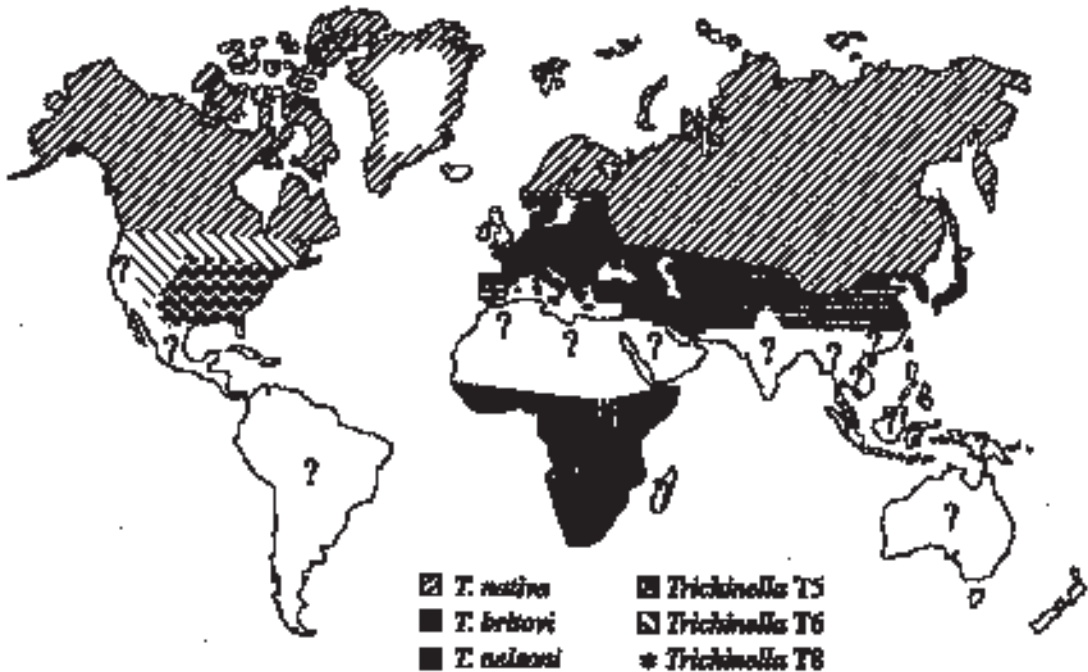 ?
?
?
?
?
?
?
?
?
?
?
T. nativa
T. britovi
T. nelsoni
Trichinella T5
Trichinella T6
Trichinella T8